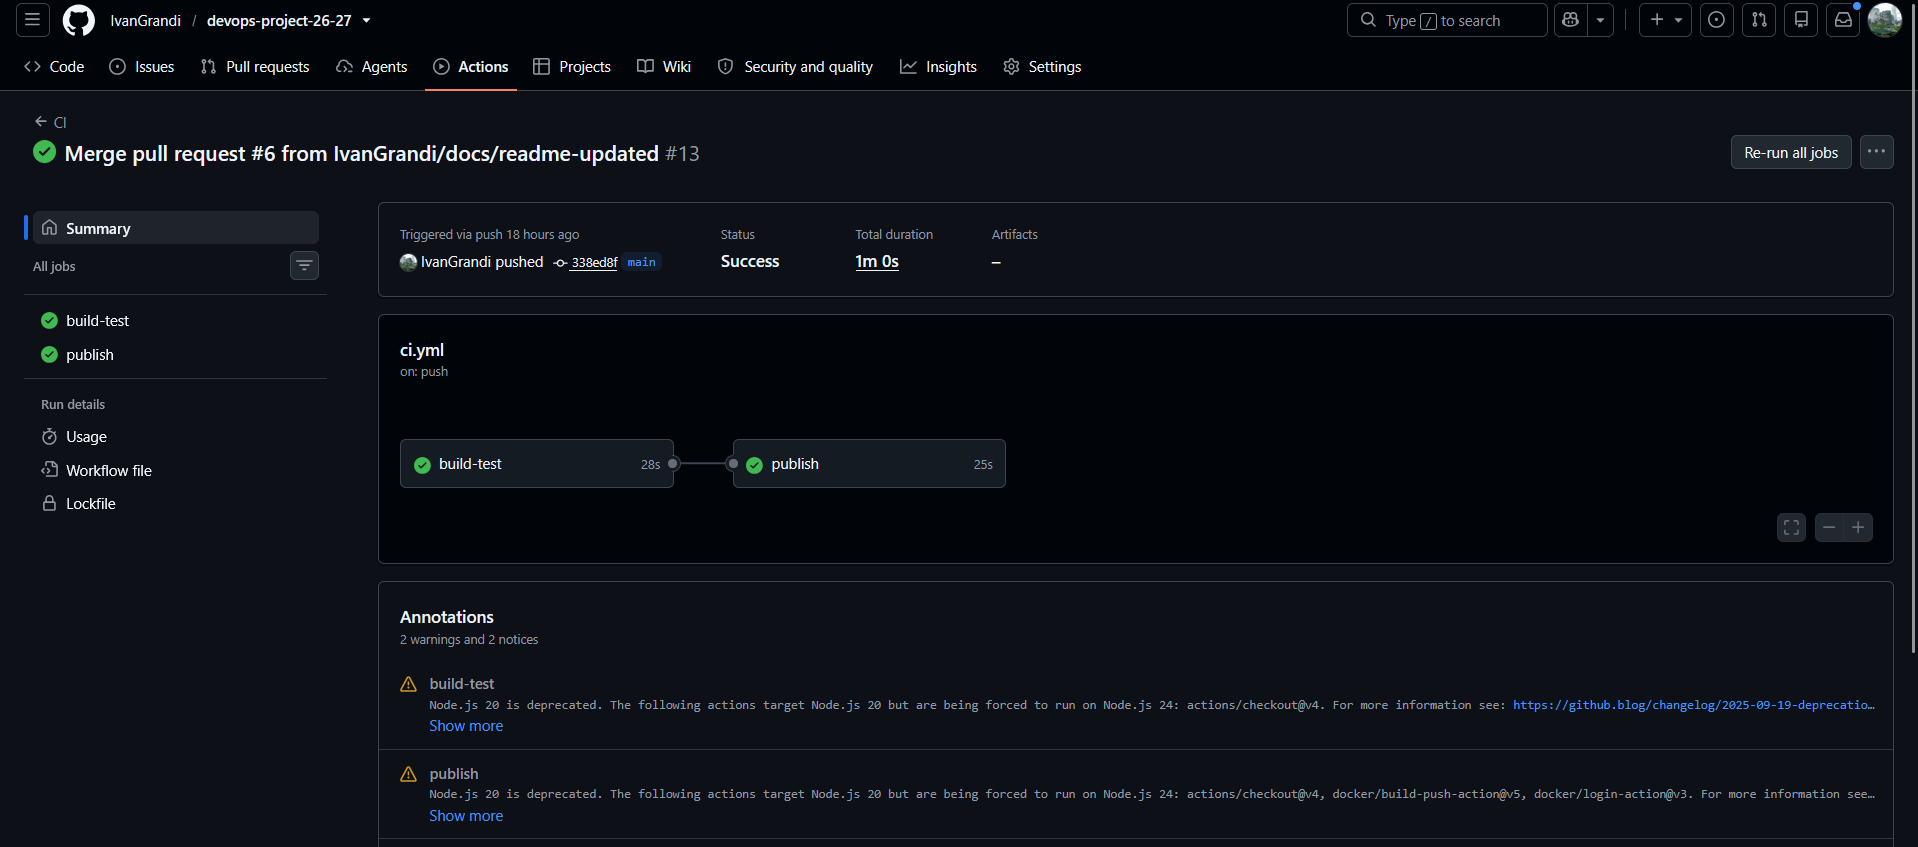 IvanGrandi / devops-project-26-27
Type / to search
Code Issues Pull requests Agents Actions Projects Wiki Security and quality Insights Settings
CI
Merge pull request #6 from IvanGrandi/docs/readme-updated #13
Re-run all jobs
Summary
All jobs
build-test
publish
Run details
Usage
Workflow file
Lockfile
Triggered via push 18 hours ago
IvanGrandi pushed 338ed8f main
Status
Success
Total duration
1m 0s
Artifacts
–
ci.yml
on: push
build-test 28s
publish 25s
Annotations
2 warnings and 2 notices
build-test
Node.js 20 is deprecated. The following actions target Node.js 20 but are being forced to run on Node.js 24: actions/checkout@v4. For more information see: https://github.blog/changelog/2025-09-19-deprecatio…
Show more
publish
Node.js 20 is deprecated. The following actions target Node.js 20 but are being forced to run on Node.js 24: actions/checkout@v4, docker/build-push-action@v5, docker/login-action@v3. For more information see…
Show more